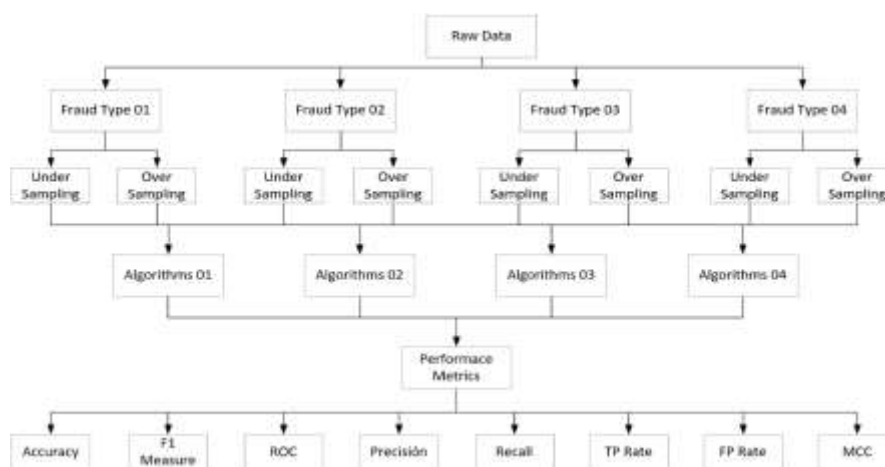 Raw Data
Fraud Type 01
Fraud Type 02
Fraud Type 03
Fraud Type 04
Under
Sampling
Over
Sampling
Under
Sampling
Over
Sampling
Under
Sampling
Over
Sampling
Under
Sampling
Over
Sampling
Algorithms 01
Algorithms 02
Algorithms 03
Algorithms 04
Performace
Metrics
Accuracy
F1
Measure
ROC
Precisión
Recall
TP Rate
FP Rate
MCC